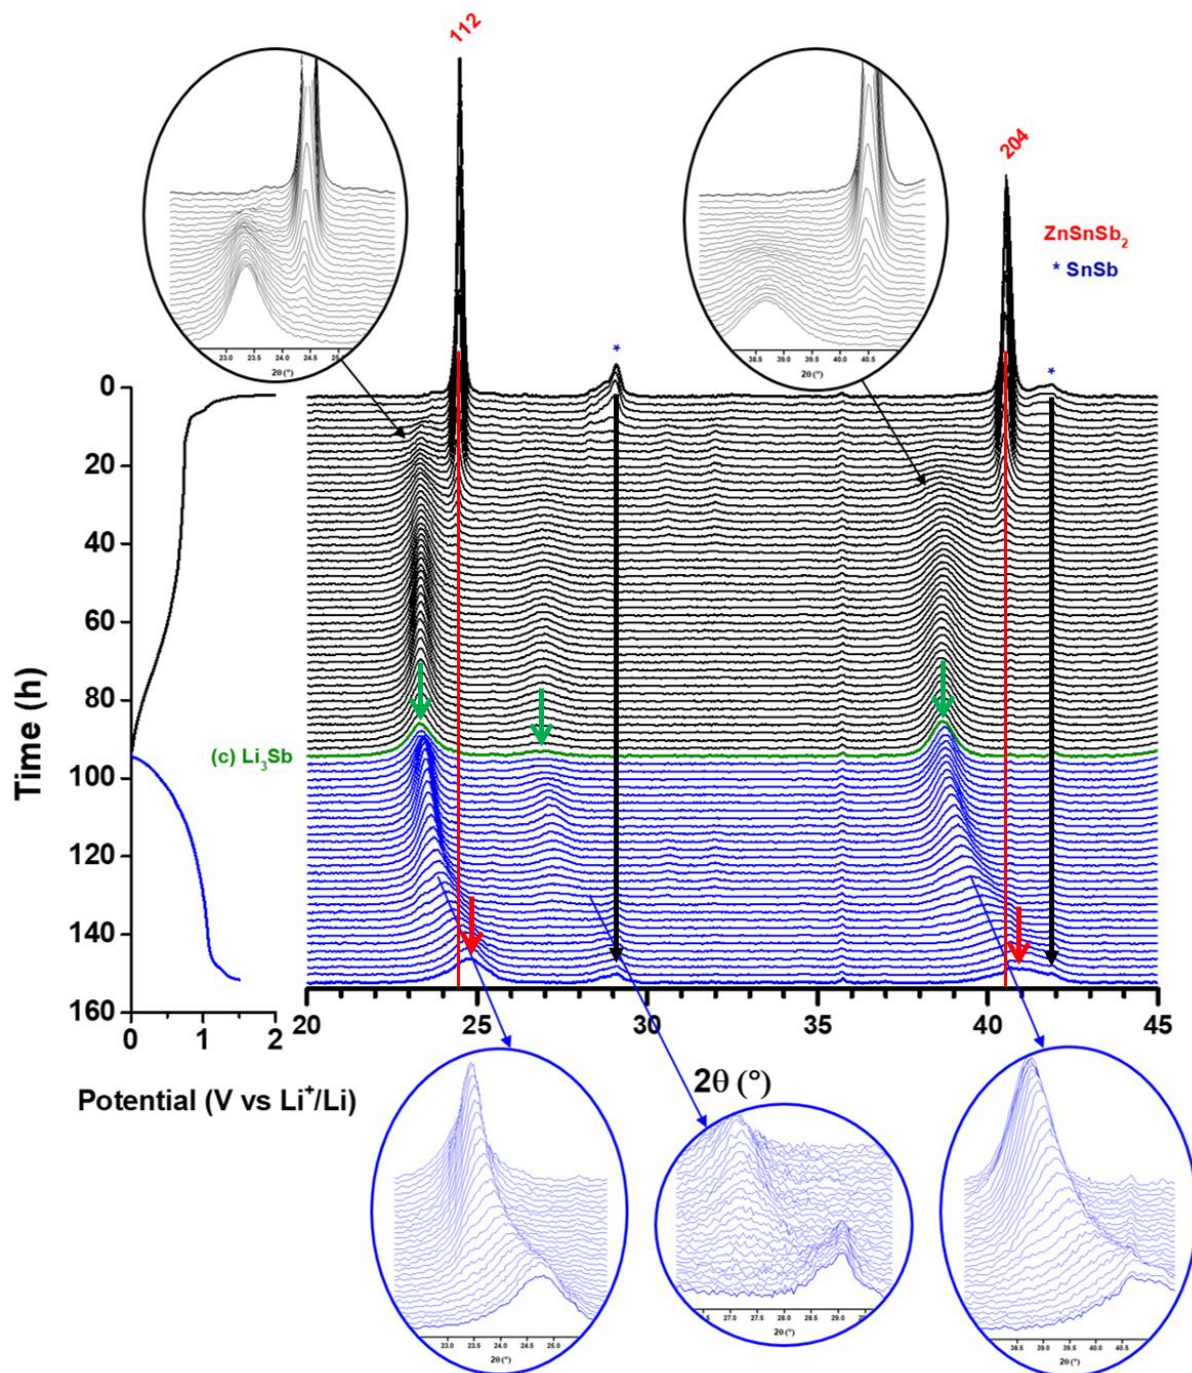 112
204
ZnSnSb₂
* SnSb
23.0 23.5 24.0 24.5
2θ (°)
38.5 39.0 39.5 40.0 40.5
2θ (°)
*
*
0
20
40
60
80
100
120
140
160
Time (h)
(c) Li₃Sb
0 1 2
20 25 30 35 40 45
Potential (V vs Li⁺/Li)
2θ (°)
23.0 23.5 24.0 24.5 25.0
2θ (°)
27.0 27.5 28.0 28.5 29.0
2θ (°)
38.5 39.0 39.5 40.0 40.5
2θ (°)